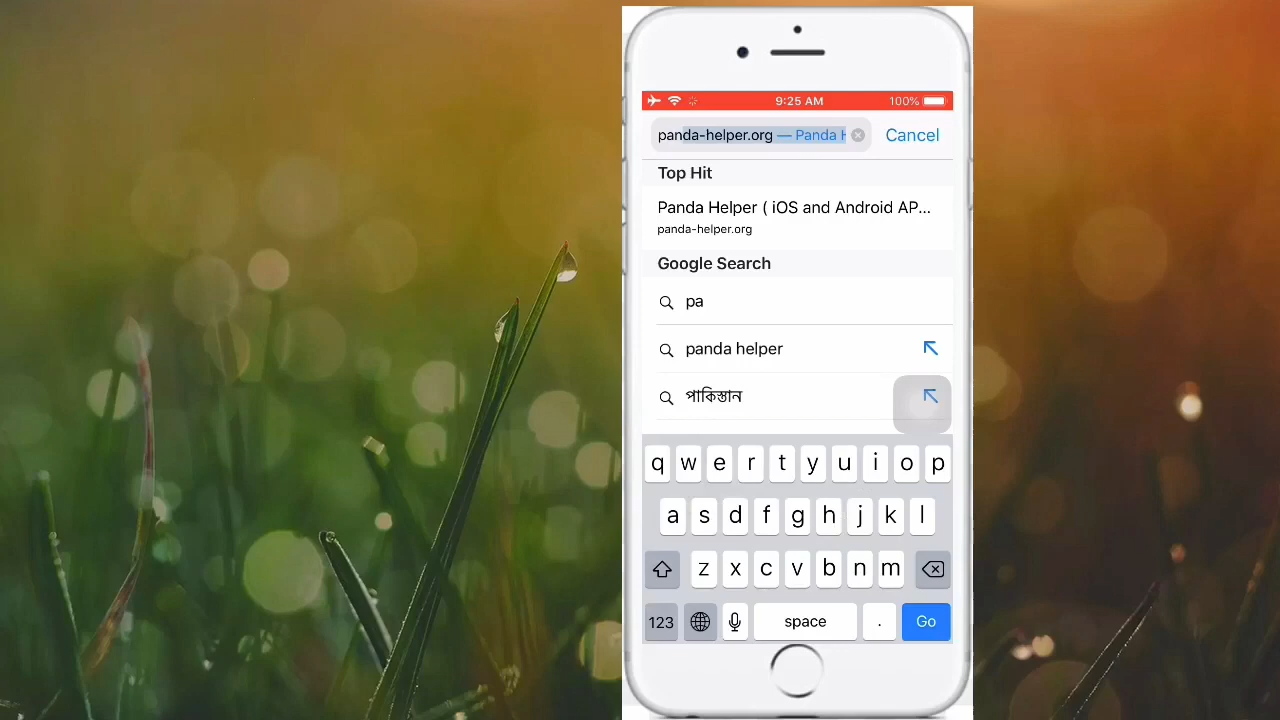 9:25 AM
100%
panda-helper.org — Panda H
Cancel
Top Hit
Panda Helper ( iOS and Android AP...
panda-helper.org
Google Search
pa
panda helper
পাকিস্তান
q w e r t y u i o p
a s d f g h j k l
z x c v b n m
123
space
.
Go